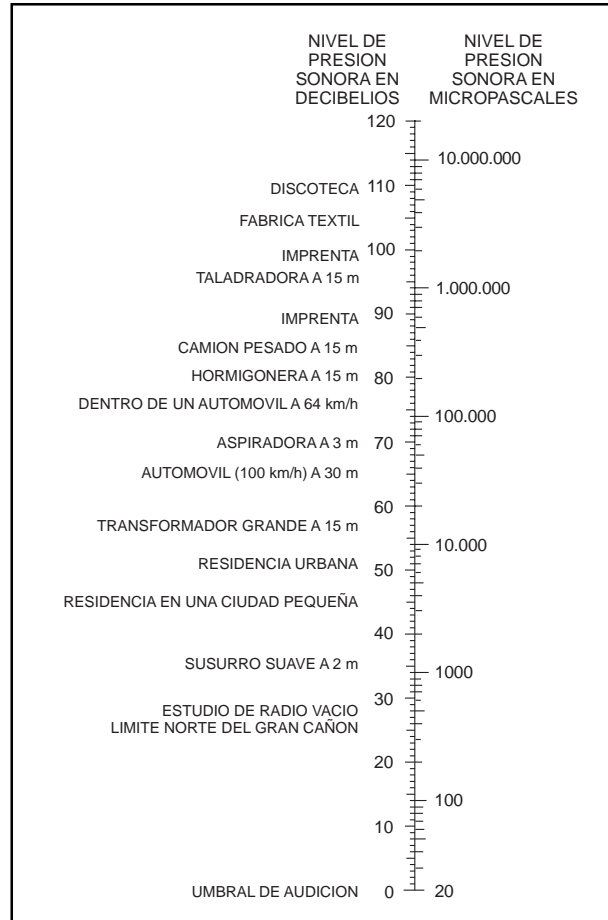 NIVEL DE
PRESION
SONORA EN
DECIBELIOS
NIVEL DE
PRESION
SONORA EN
MICROPASCALES
120
10.000.000
DISCOTECA
110
FABRICA TEXTIL
100
IMPRENTA
TALADRADORA A 15 m
1.000.000
90
IMPRENTA
CAMION PESADO A 15 m
HORMIGONERA A 15 m
80
DENTRO DE UN AUTOMOVIL A 64 km/h
100.000
ASPIRADORA A 3 m
70
AUTOMOVIL (100 km/h) A 30 m
60
TRANSFORMADOR GRANDE A 15 m
10.000
RESIDENCIA URBANA
50
RESIDENCIA EN UNA CIUDAD PEQUEÑA
40
SUSURRO SUAVE A 2 m
1000
30
ESTUDIO DE RADIO VACIO
LIMITE NORTE DEL GRAN CAÑON
20
100
10
UMBRAL DE AUDICION
0
20